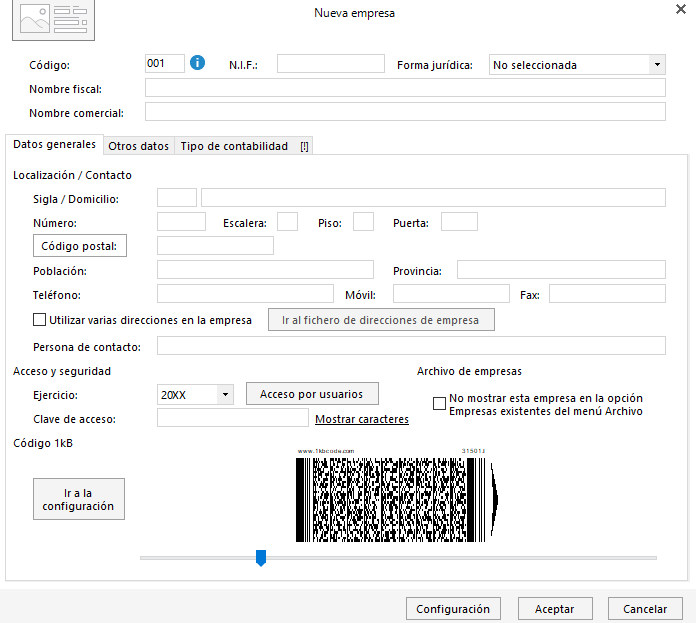 Nueva empresa
Código: 001 N.I.F.: Forma jurídica: No seleccionada
Nombre fiscal:
Nombre comercial:
Datos generales Otros datos Tipo de contabilidad [!]
Localización / Contacto
Sigla / Domicilio:
Número: Escalera: Piso: Puerta:
Código postal:
Población: Provincia:
Teléfono: Móvil: Fax:
Utilizar varias direcciones en la empresa Ir al fichero de direcciones de empresa
Persona de contacto:
Acceso y seguridad Archivo de empresas
Ejercicio: 20XX Acceso por usuarios No mostrar esta empresa en la opción
Empresas existentes del menú Archivo
Clave de acceso: Mostrar caracteres
Código 1kB
www.1kbcode.com
Ir a la
configuración
Configuración Aceptar Cancelar